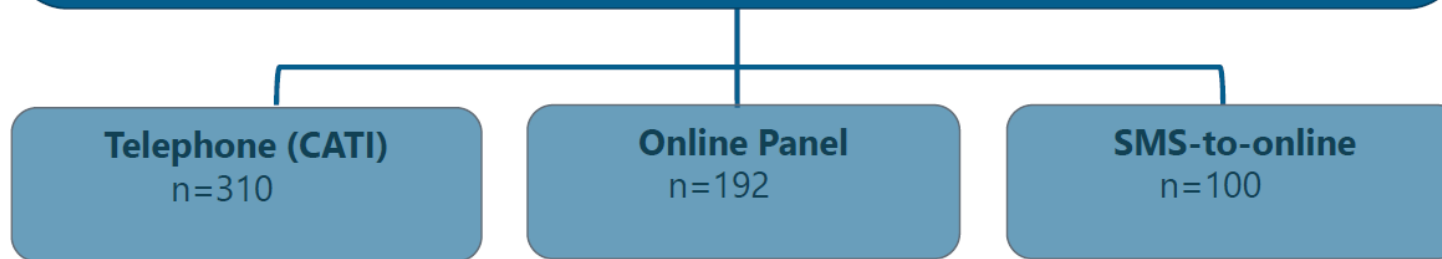 Telephone (CATI)
n=310
Online Panel
n=192
SMS-to-online
n=100